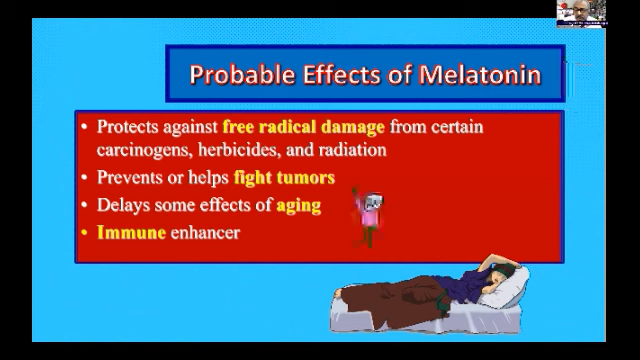 Probable Effects of Melatonin
• Protects against free radical damage from certain
carcinogens, herbicides, and radiation
• Prevents or helps fight tumors
• Delays some effects of aging
• Immune enhancer